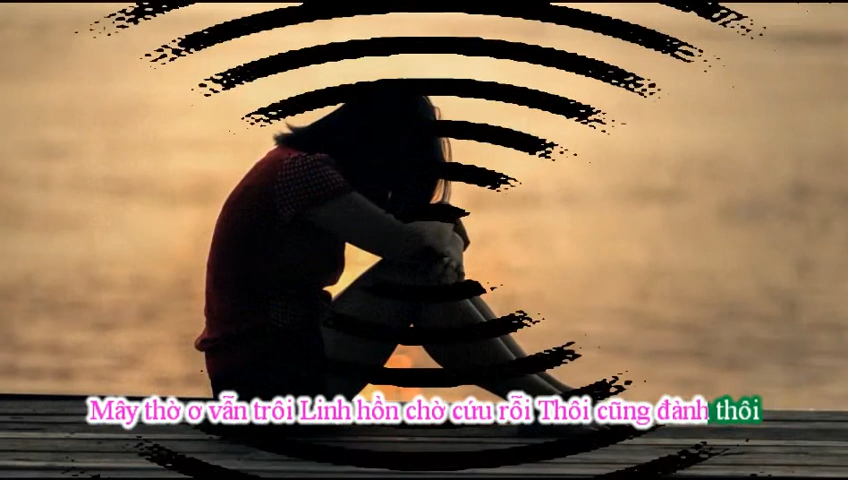 Mây thờ ơ vẫn trôi Linh hồn chờ cứu rỗi Thôi cũng đành thôi